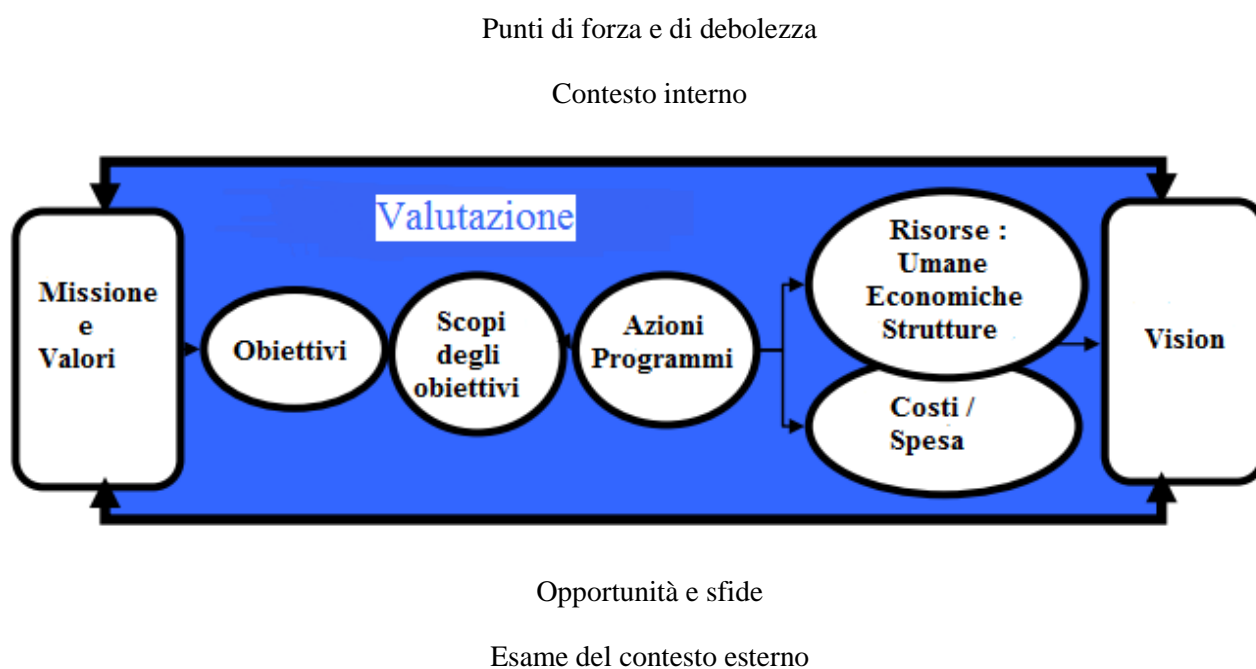 Punti di forza e di debolezza
Contesto interno
Valutazione
Missione
e
Valori
Obiettivi
Scopi
degli
obiettivi
Azioni
Programmi
Risorse :
Umane
Economiche
Strutture
Costi /
Spesa
Vision
Opportunità e sfide
Esame del contesto esterno